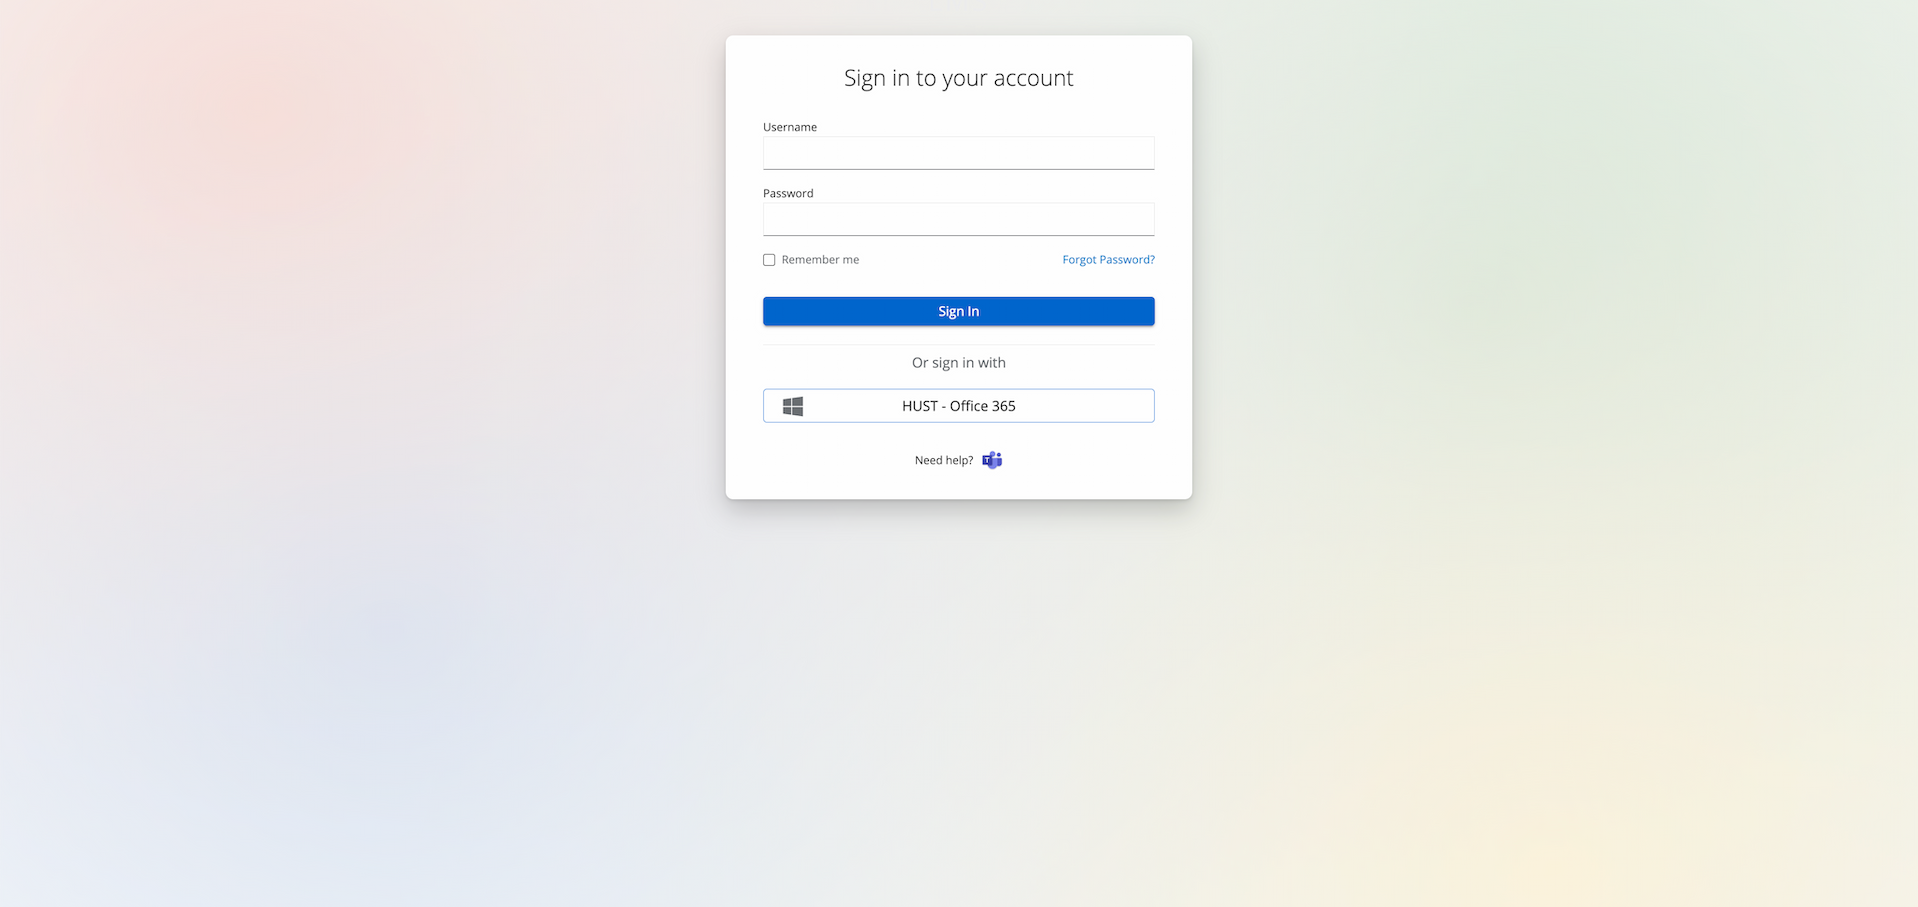 Sign in to your account
Username
Password
Remember me
Forgot Password?
Sign In
Or sign in with
HUST - Office 365
Need help?